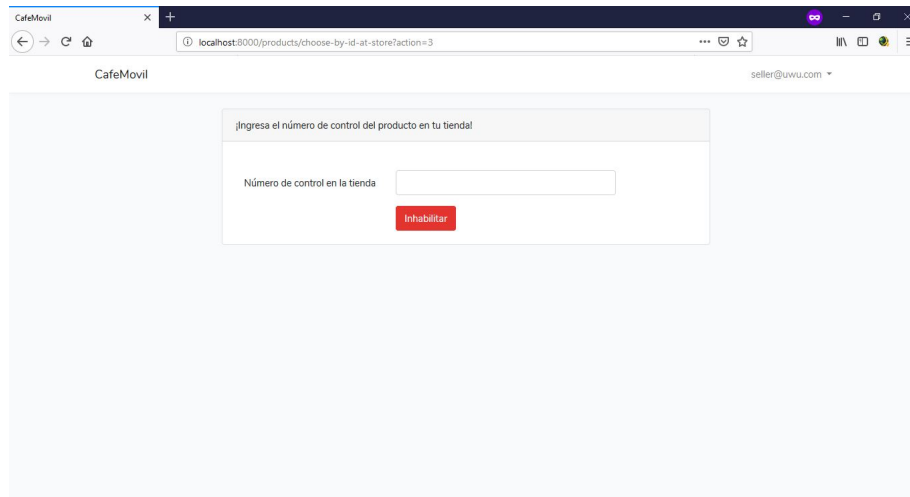 CafeMovil
localhost:8000/products/choose-by-id-at-store?action=3
CafeMovil
seller@uwu.com
¡Ingresa el número de control del producto en tu tienda!
Número de control en la tienda
Inhabilitar